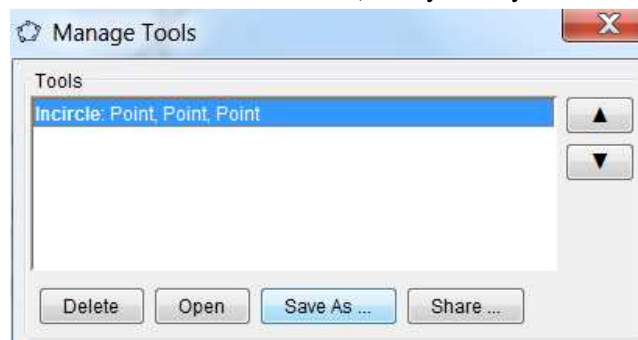 Manage Tools
X
Tools
Incircle: Point, Point, Point
Delete Open Save As ... Share ...